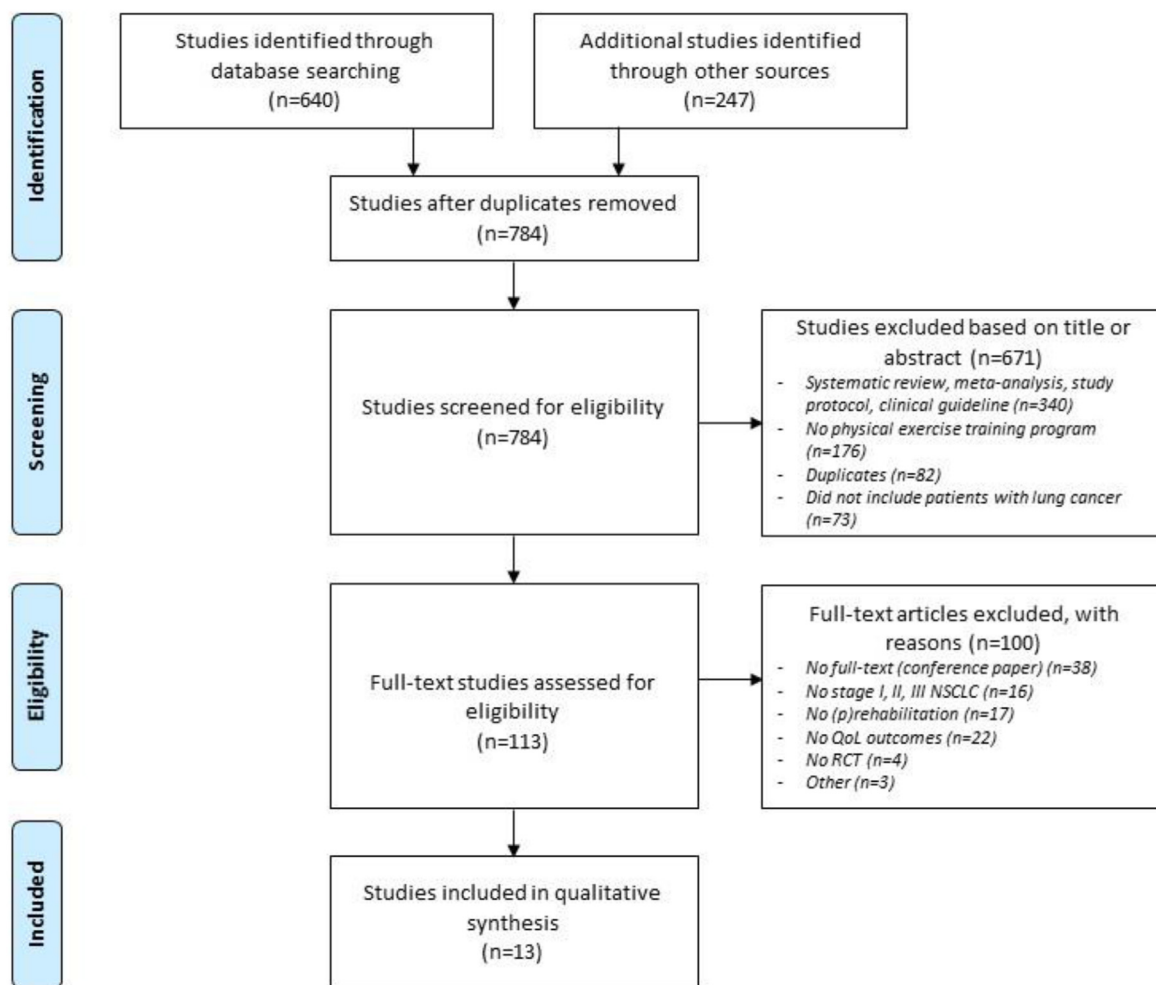 Identification
Studies identified through
database searching
(n=640)
Additional studies identified
through other sources
(n=247)
Studies after duplicates removed
(n=784)
Screening
Studies screened for eligibility
(n=784)
Studies excluded based on title or
abstract (n=671)
- Systematic review, meta-analysis, study
protocol, clinical guideline (n=340)
- No physical exercise training program
(n=176)
- Duplicates (n=82)
- Did not include patients with lung cancer
(n=73)
Eligibility
Full-text studies assessed for
eligibility
(n=113)
Full-text articles excluded, with
reasons (n=100)
- No full-text (conference paper) (n=38)
- No stage I, II, III NSCLC (n=16)
- No (p)rehabilitation (n=17)
- No QoL outcomes (n=22)
- No RCT (n=4)
- Other (n=3)
Included
Studies included in qualitative
synthesis
(n=13)